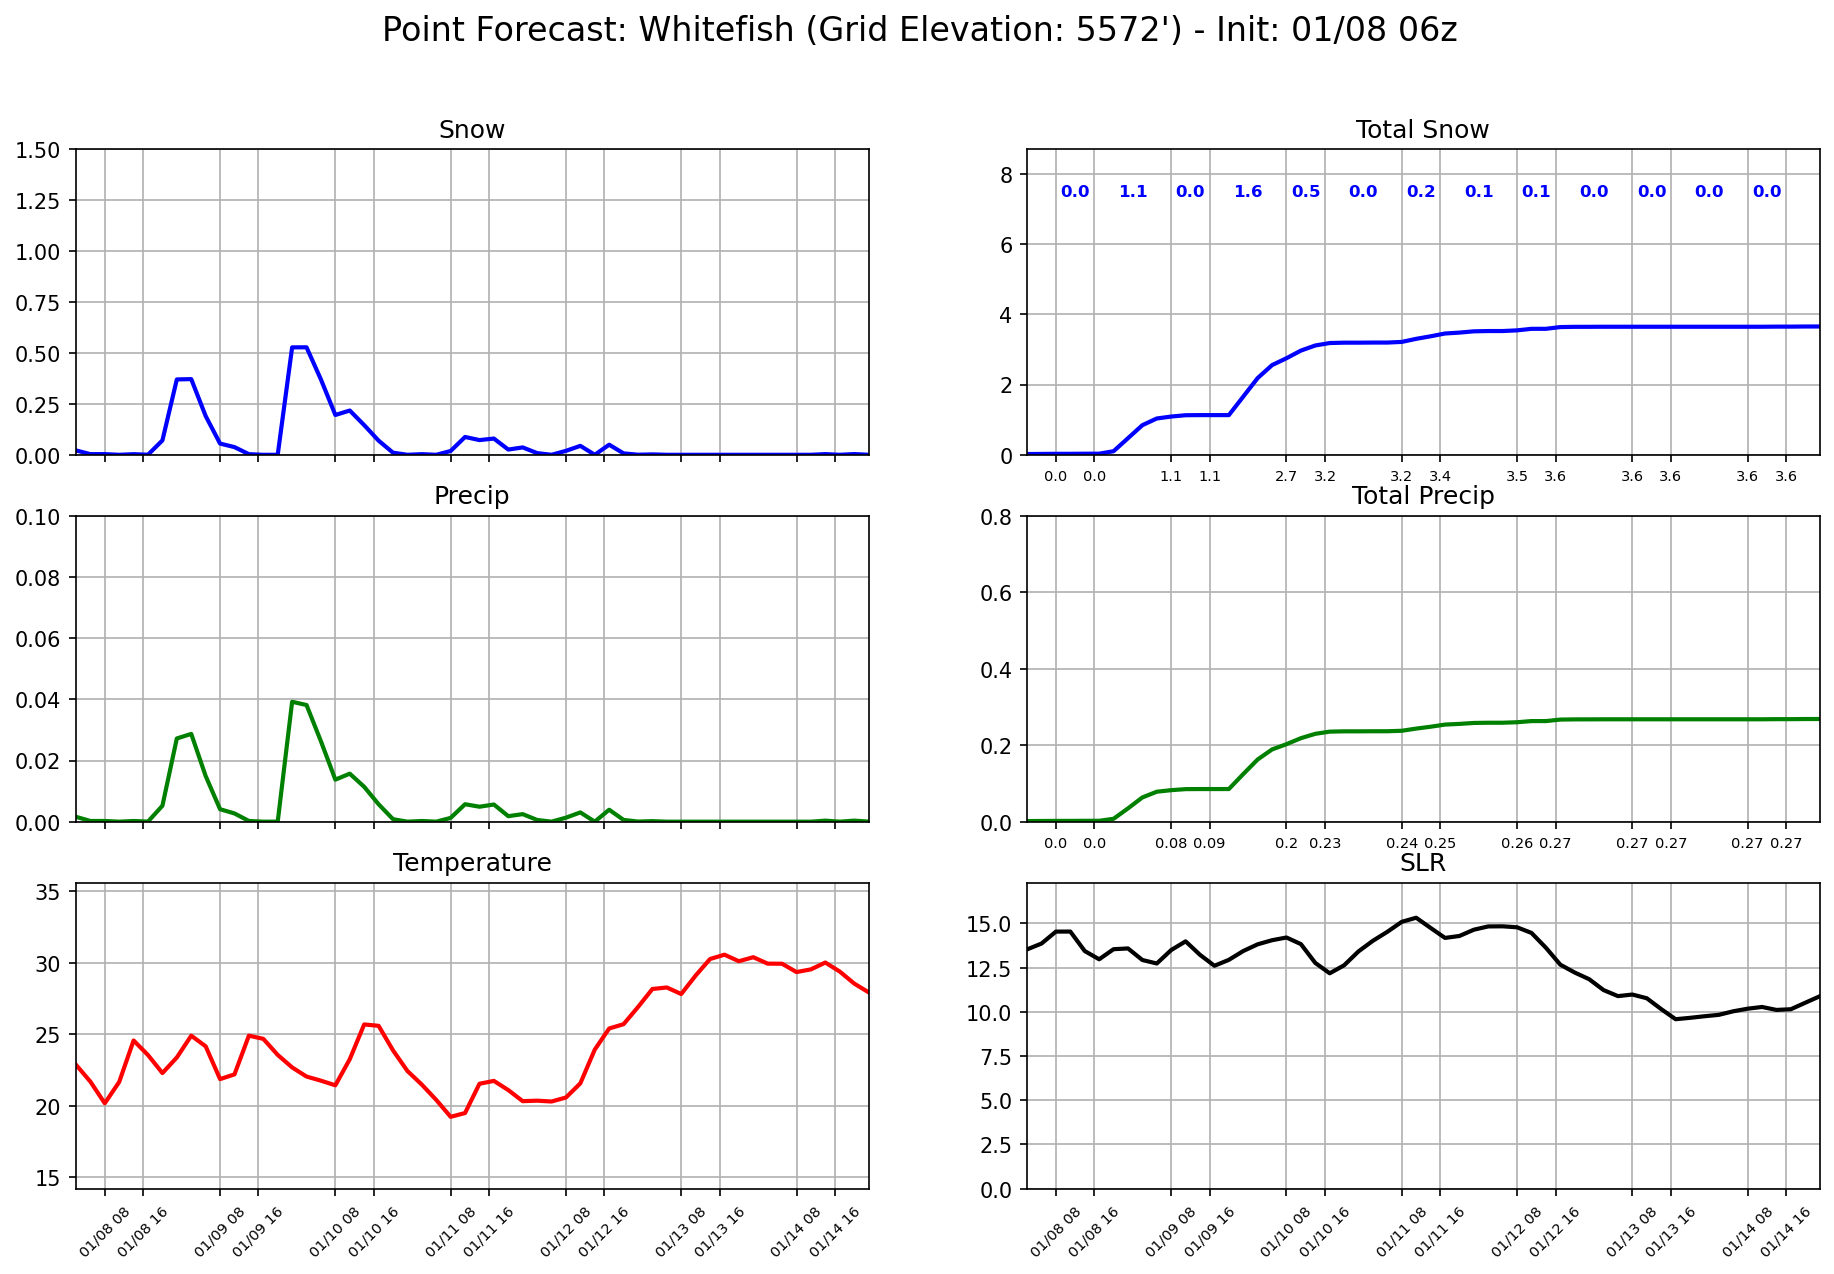 Point Forecast: Whitefish (Grid Elevation: 5572') - Init: 01/08 06z
Snow
1.50
1.25
1.00
0.75
0.50
0.25
0.00
Total Snow
8
6
4
2
0
0.0 1.1 0.0 1.6 0.5 0.0 0.2 0.1 0.1 0.0 0.0 0.0 0.0
0.0 0.0 1.1 1.1 2.7 3.2 3.2 3.4 3.5 3.6 3.6 3.6 3.6 3.6
Precip
0.10
0.08
0.06
0.04
0.02
0.00
Total Precip
0.8
0.6
0.4
0.2
0.0
0.0 0.0 0.08 0.09 0.2 0.23 0.24 0.25 0.26 0.27 0.27 0.27 0.27 0.27
Temperature
35
30
25
20
15
01/08 08 01/08 16 01/09 08 01/09 16 01/10 08 01/10 16 01/11 08 01/11 16 01/12 08 01/12 16 01/13 08 01/13 16 01/14 08 01/14 16
SLR
15.0
12.5
10.0
7.5
5.0
2.5
0.0
01/08 08 01/08 16 01/09 08 01/09 16 01/10 08 01/10 16 01/11 08 01/11 16 01/12 08 01/12 16 01/13 08 01/13 16 01/14 08 01/14 16